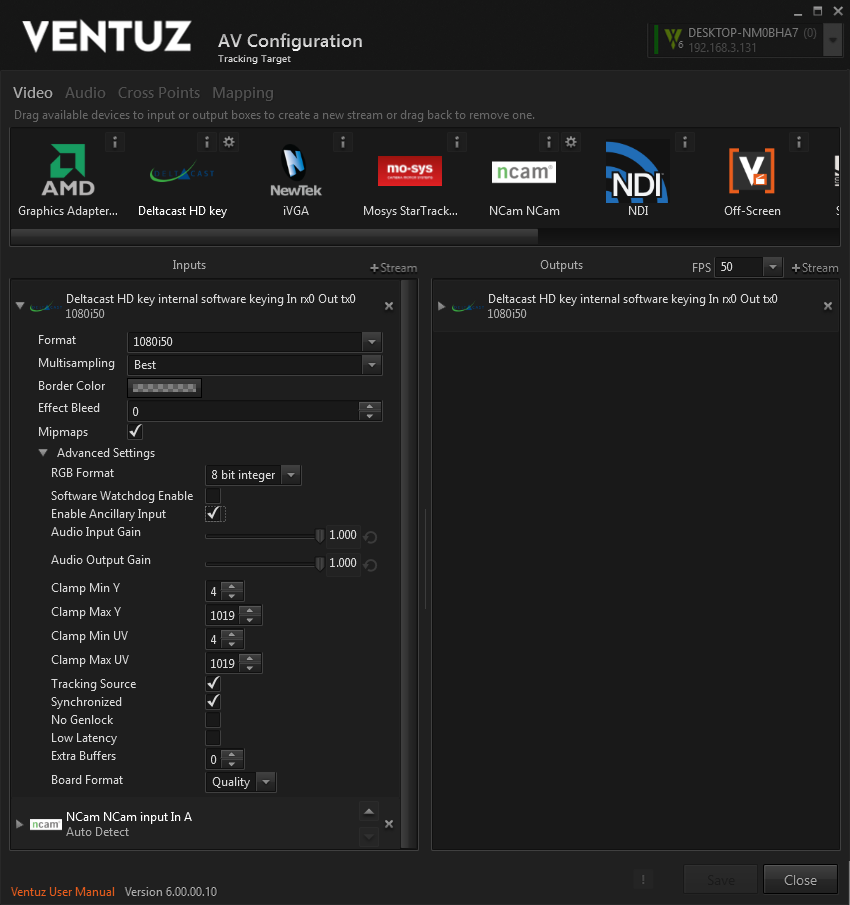 VENTUZ
AV Configuration
Tracking Target
6
DESKTOP-NM0BHA7 (0)
192.168.3.131
Video Audio Cross Points Mapping
Drag available devices to input or output boxes to create a new stream or drag back to remove one.
AMD
DELTACAST
NewTek
mo-sys
ncam
NDI
Graphics Adapter... Deltacast HD key iVGA Mosys StarTrack... NCam NCam NDI Off-Screen
Inputs
+Stream
Outputs
FPS 50
+Stream
Deltacast HD key internal software keying In rx0 Out tx0
1080i50
Deltacast HD key internal software keying In rx0 Out tx0
1080i50
Format 1080i50
Multisampling Best
Border Color
Effect Bleed 0
Mipmaps
Advanced Settings
RGB Format 8 bit integer
Software Watchdog Enable
Enable Ancillary Input
Audio Input Gain 1.000
Audio Output Gain 1.000
Clamp Min Y 4
Clamp Max Y 1019
Clamp Min UV 4
Clamp Max UV 1019
Tracking Source
Synchronized
No Genlock
Low Latency
Extra Buffers 0
Board Format Quality
ncam
NCam NCam input In A
Auto Detect
Ventuz User Manual Version 6.00.00.10
!
Save
Close